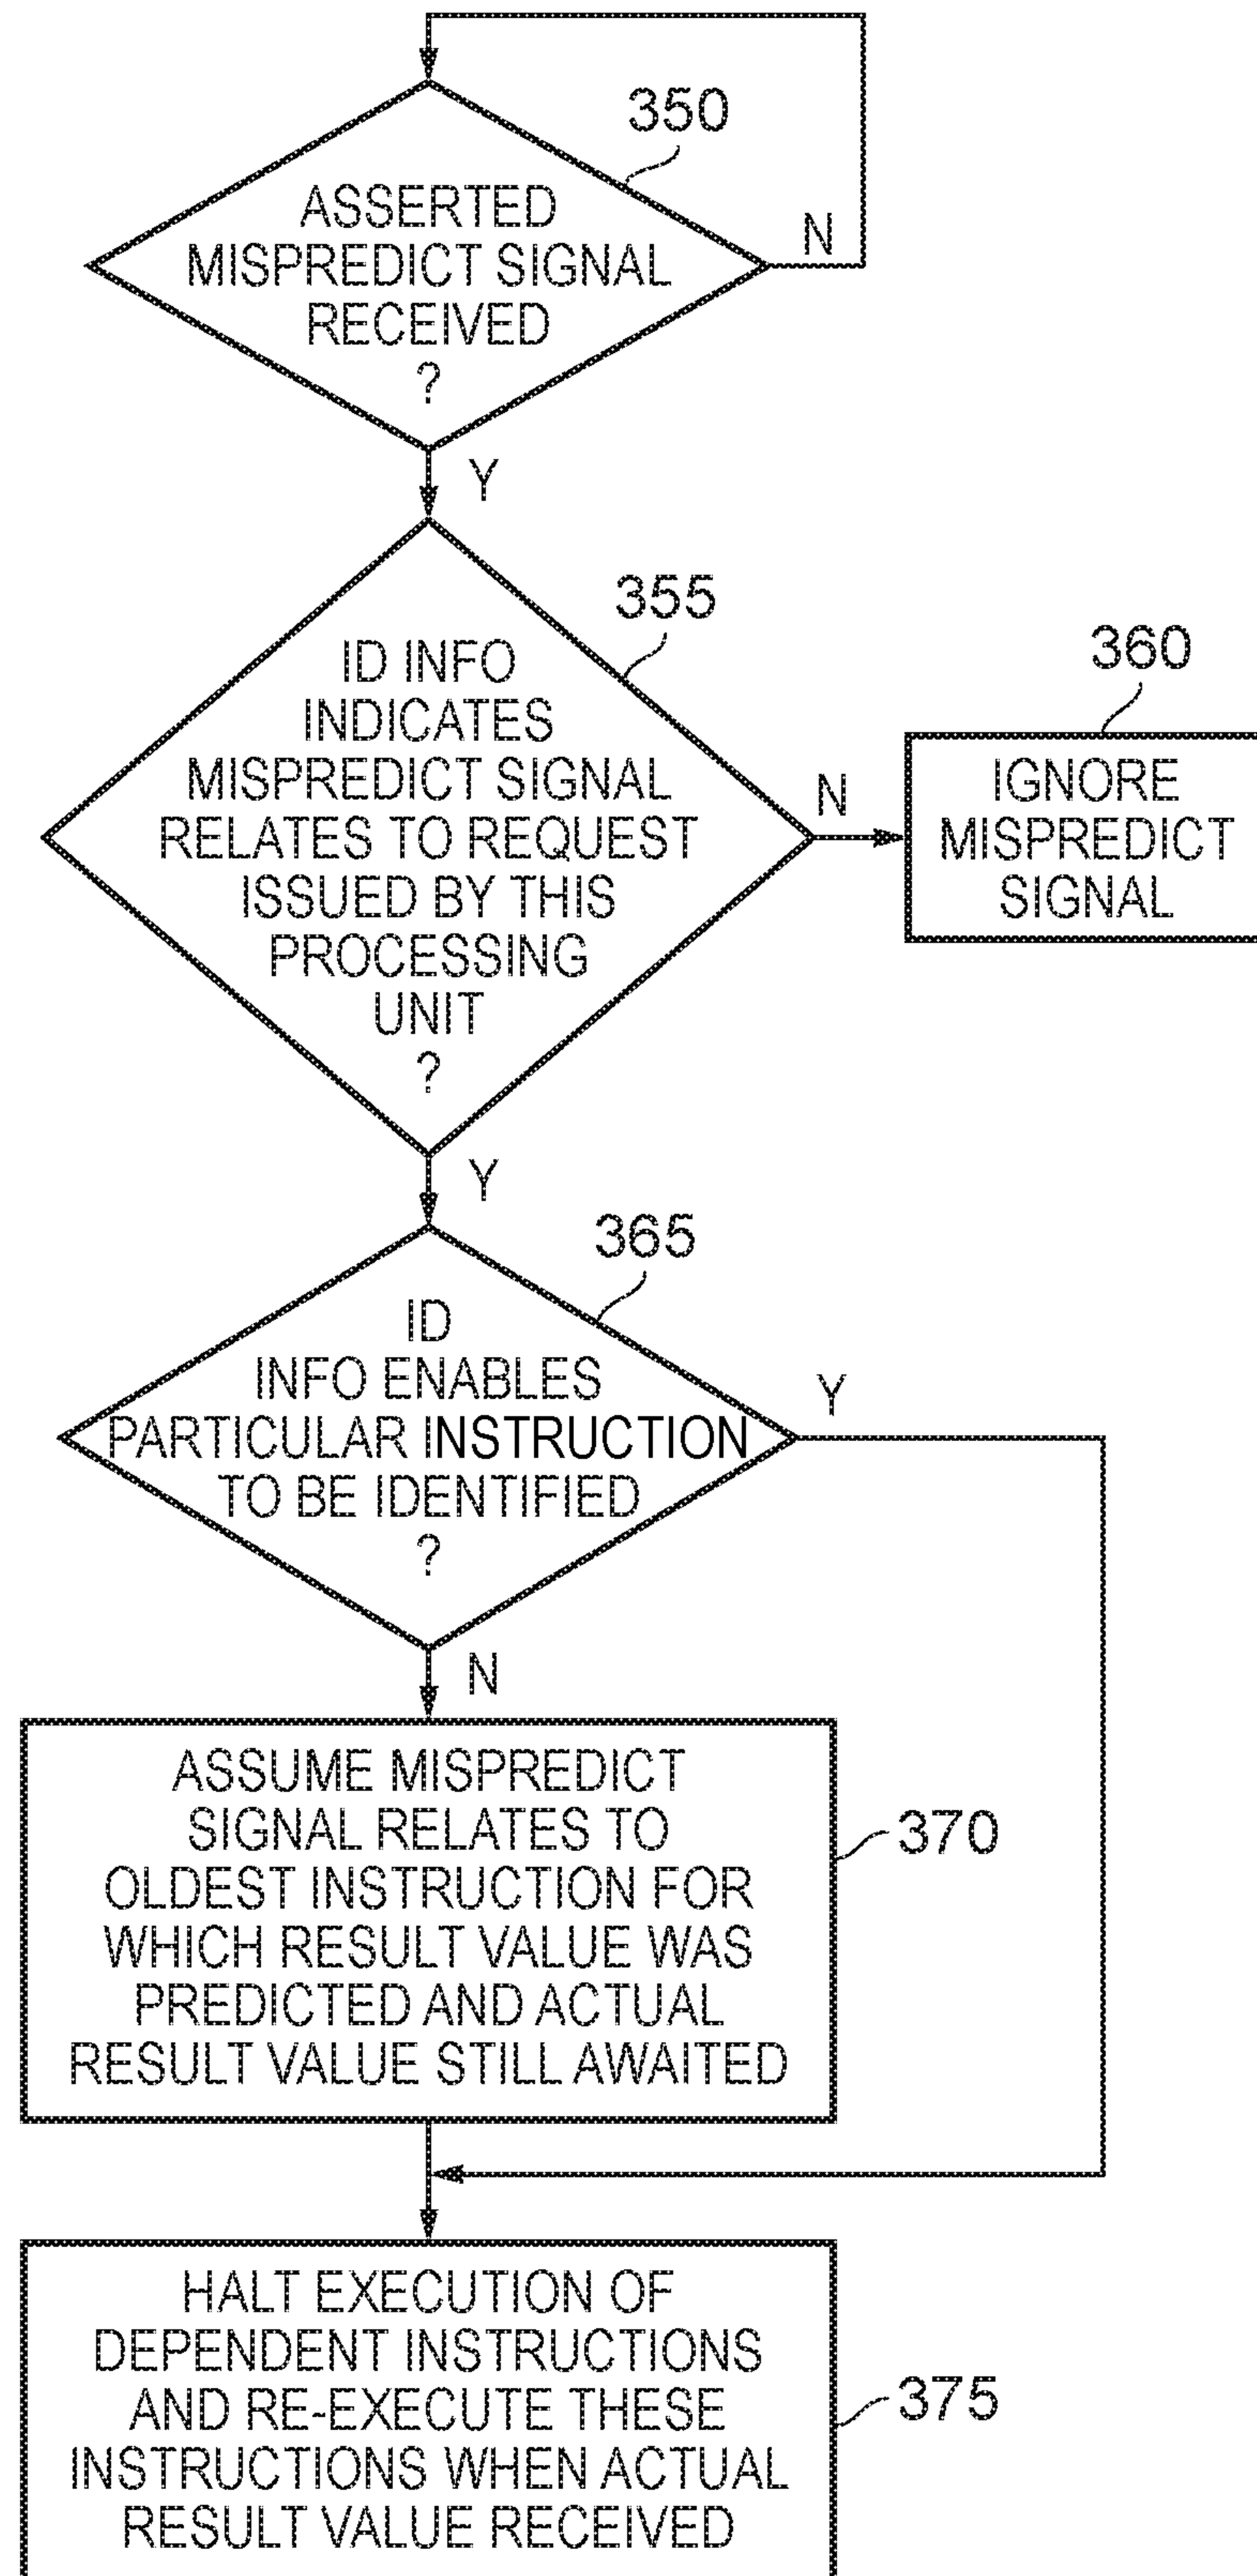 350
ASSERTED
MISPREDICT SIGNAL
RECEIVED
?
N
Y
355
ID INFO
INDICATES
MISPREDICT SIGNAL
RELATES TO REQUEST
ISSUED BY THIS
PROCESSING
UNIT
?
N
360
IGNORE
MISPREDICT
SIGNAL
Y
365
ID
INFO ENABLES
PARTICULAR INSTRUCTION
TO BE IDENTIFIED
?
Y
N
ASSUME MISPREDICT
SIGNAL RELATES TO
OLDEST INSTRUCTION FOR
WHICH RESULT VALUE WAS
PREDICTED AND ACTUAL
RESULT VALUE STILL AWAITED
370
HALT EXECUTION OF
DEPENDENT INSTRUCTIONS
AND RE-EXECUTE THESE
INSTRUCTIONS WHEN ACTUAL
RESULT VALUE RECEIVED
375